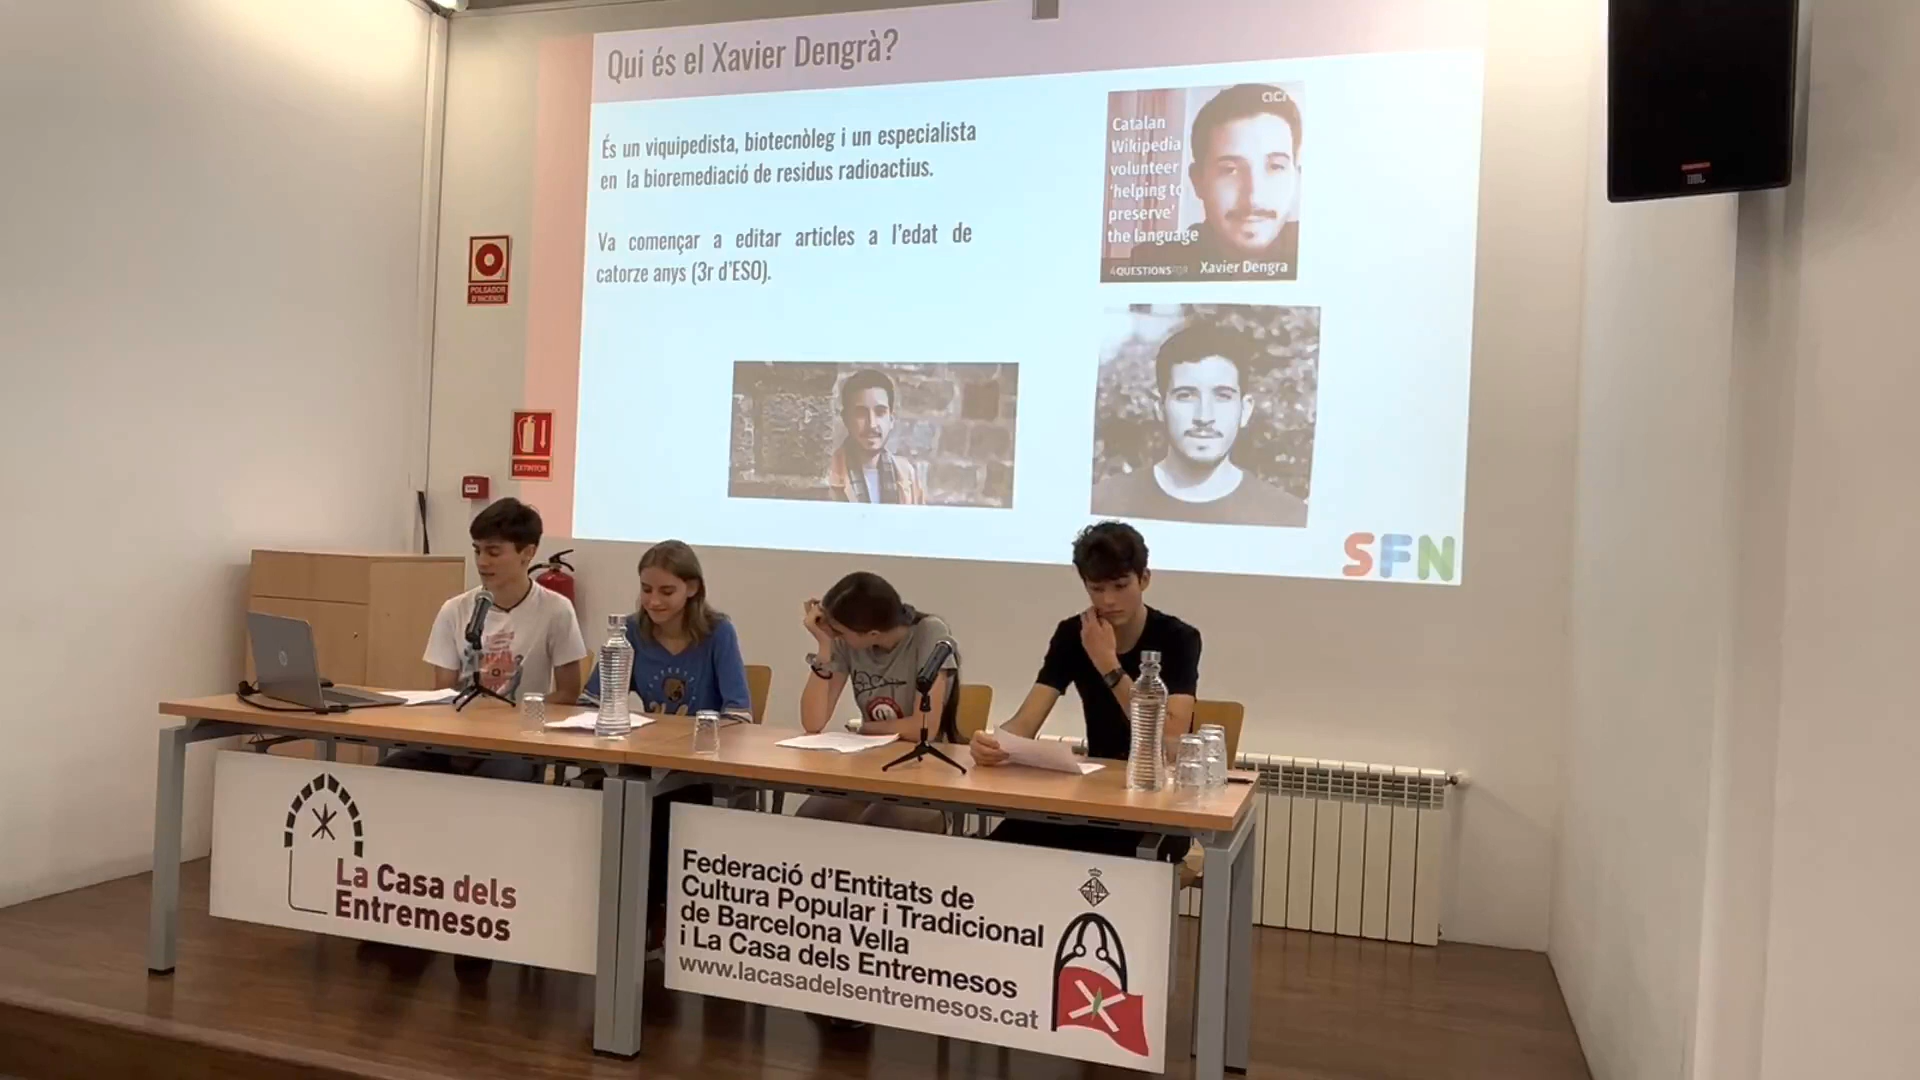 Qui és el Xavier Dengrà?
És un viquipedista, biotecnòleg i un especialista
en la bioremediació de residus radioactius.
Va començar a editar articles a l'edat de
catorze anys (3r d'ESO).
Catalan
Wikipedia
volunteer
'helping to
preserve'
the language
4QUESTIONS
Xavier Dengra
SFN
POLSADOR
D'INCENDI
EXTINTOR
hp
JBL
La Casa dels
Entremesos
Federació d'Entitats de
Cultura Popular i Tradicional
de Barcelona Vella
i La Casa dels Entremesos
www.lacasadelsentremesos.cat